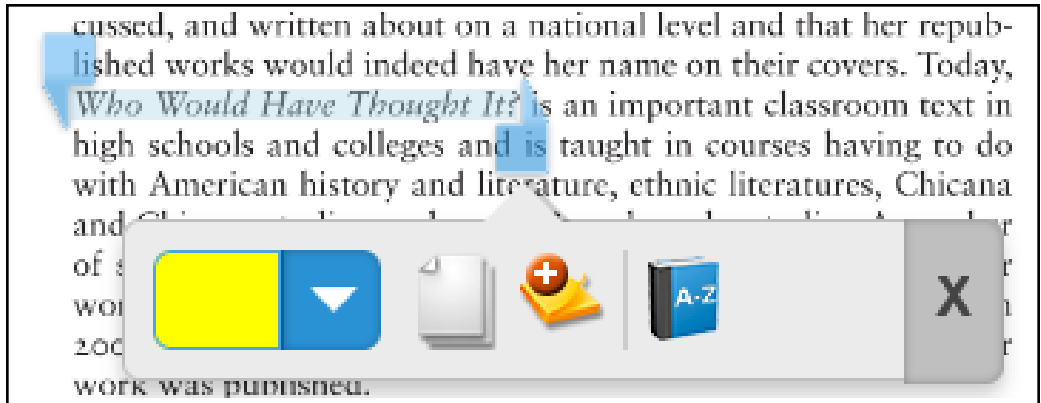 cussed, and written about on a national level and that her repub-
lished works would indeed have her name on their covers. Today,
Who Would Have Thought It? is an important classroom text in
high schools and colleges and is taught in courses having to do
with American history and literature, ethnic literatures, Chicana
and
of
A-Z
X
work was published.